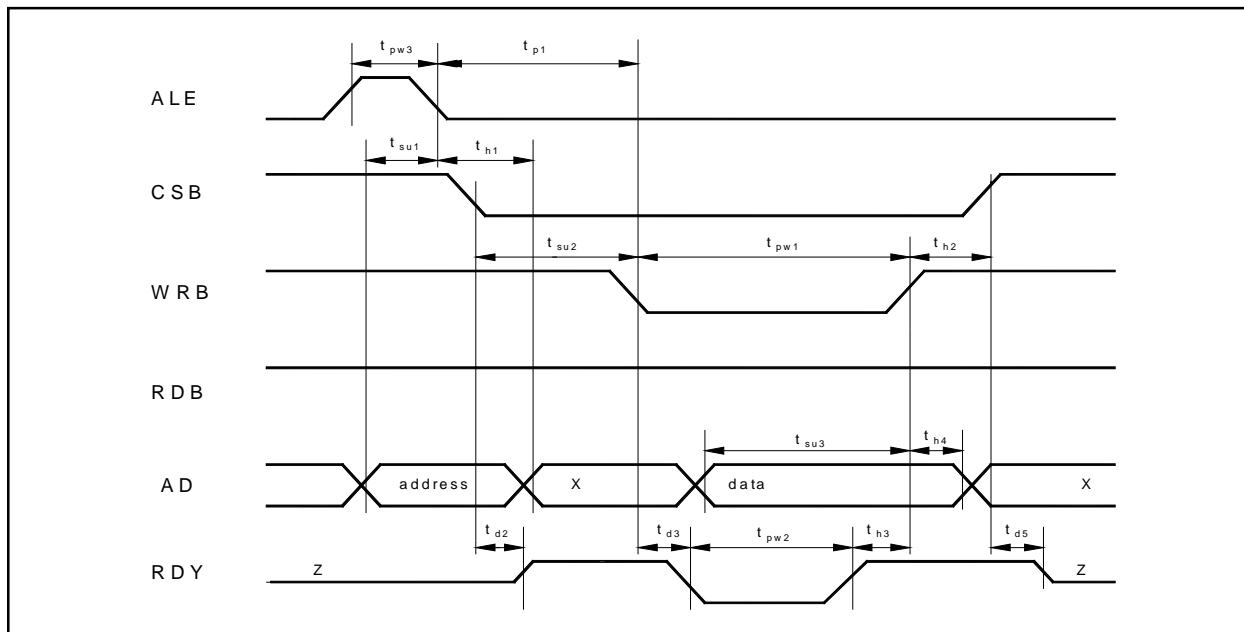 t pw3
t p1
ALE
t su1
t h1
CSB
t su2
t pw1
t h2
WRB
RDB
t su3
t h4
AD
address
X
data
X
t d2
t d3
t pw2
t h3
t d5
RDY
Z
Z